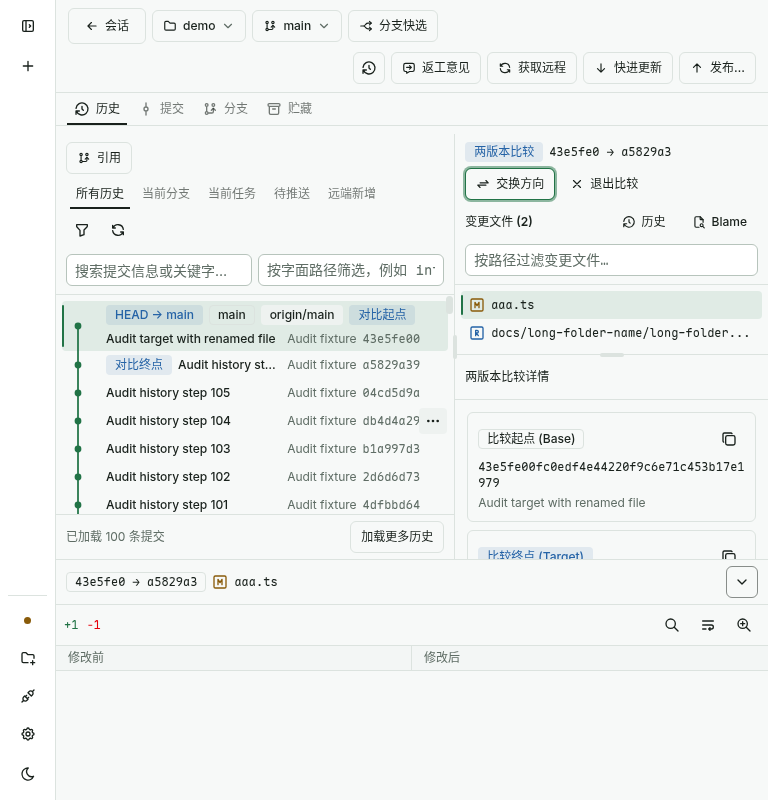 会话
demo
main
分支快选
返工意见
获取远程
快进更新
发布...
历史
提交
分支
贮藏
引用
所有历史
当前分支
当前任务
待推送
远端新增
搜索提交信息或关键字...
按字面路径筛选，例如
HEAD → main
main
origin/main
对比起点
Audit target with renamed file Audit fixture 43e5fe00
对比终点 Audit history st... Audit fixture a5829a39
Audit history step 105 Audit fixture 04cd5d9a
Audit history step 104 Audit fixture db4d4a29
Audit history step 103 Audit fixture b1a997d3
Audit history step 102 Audit fixture 2d6d6d73
Audit history step 101 Audit fixture 4dfbbd64
已加载 100 条提交
加载更多历史
两版本比较 43e5fe0 → a5829a3
交换方向
退出比较
变更文件 (2)
历史
Blame
按路径过滤变更文件…
M aaa.ts
R docs/long-folder-name/long-folder...
两版本比较详情
比较起点 (Base)
43e5fe00fc0edf4e44220f9c6e71c453b17e1
979
Audit target with renamed file
比较终点 (Target)
43e5fe0 → a5829a3
M aaa.ts
+1 -1
修改前
修改后